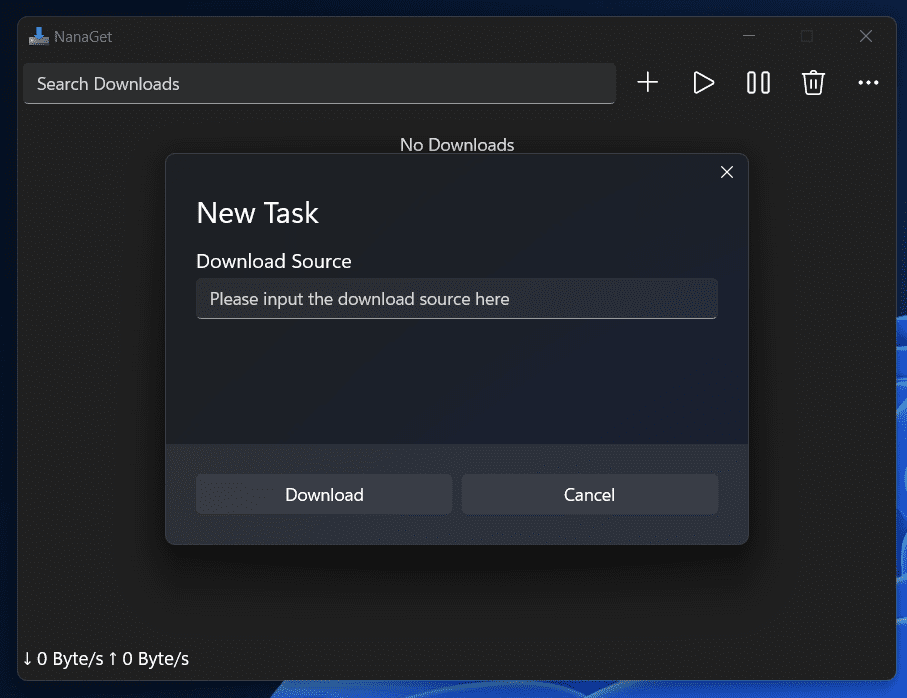 NanaGet
Search Downloads
No Downloads
New Task
Download Source
Please input the download source here
Download
Cancel
↓ 0 Byte/s ↑ 0 Byte/s